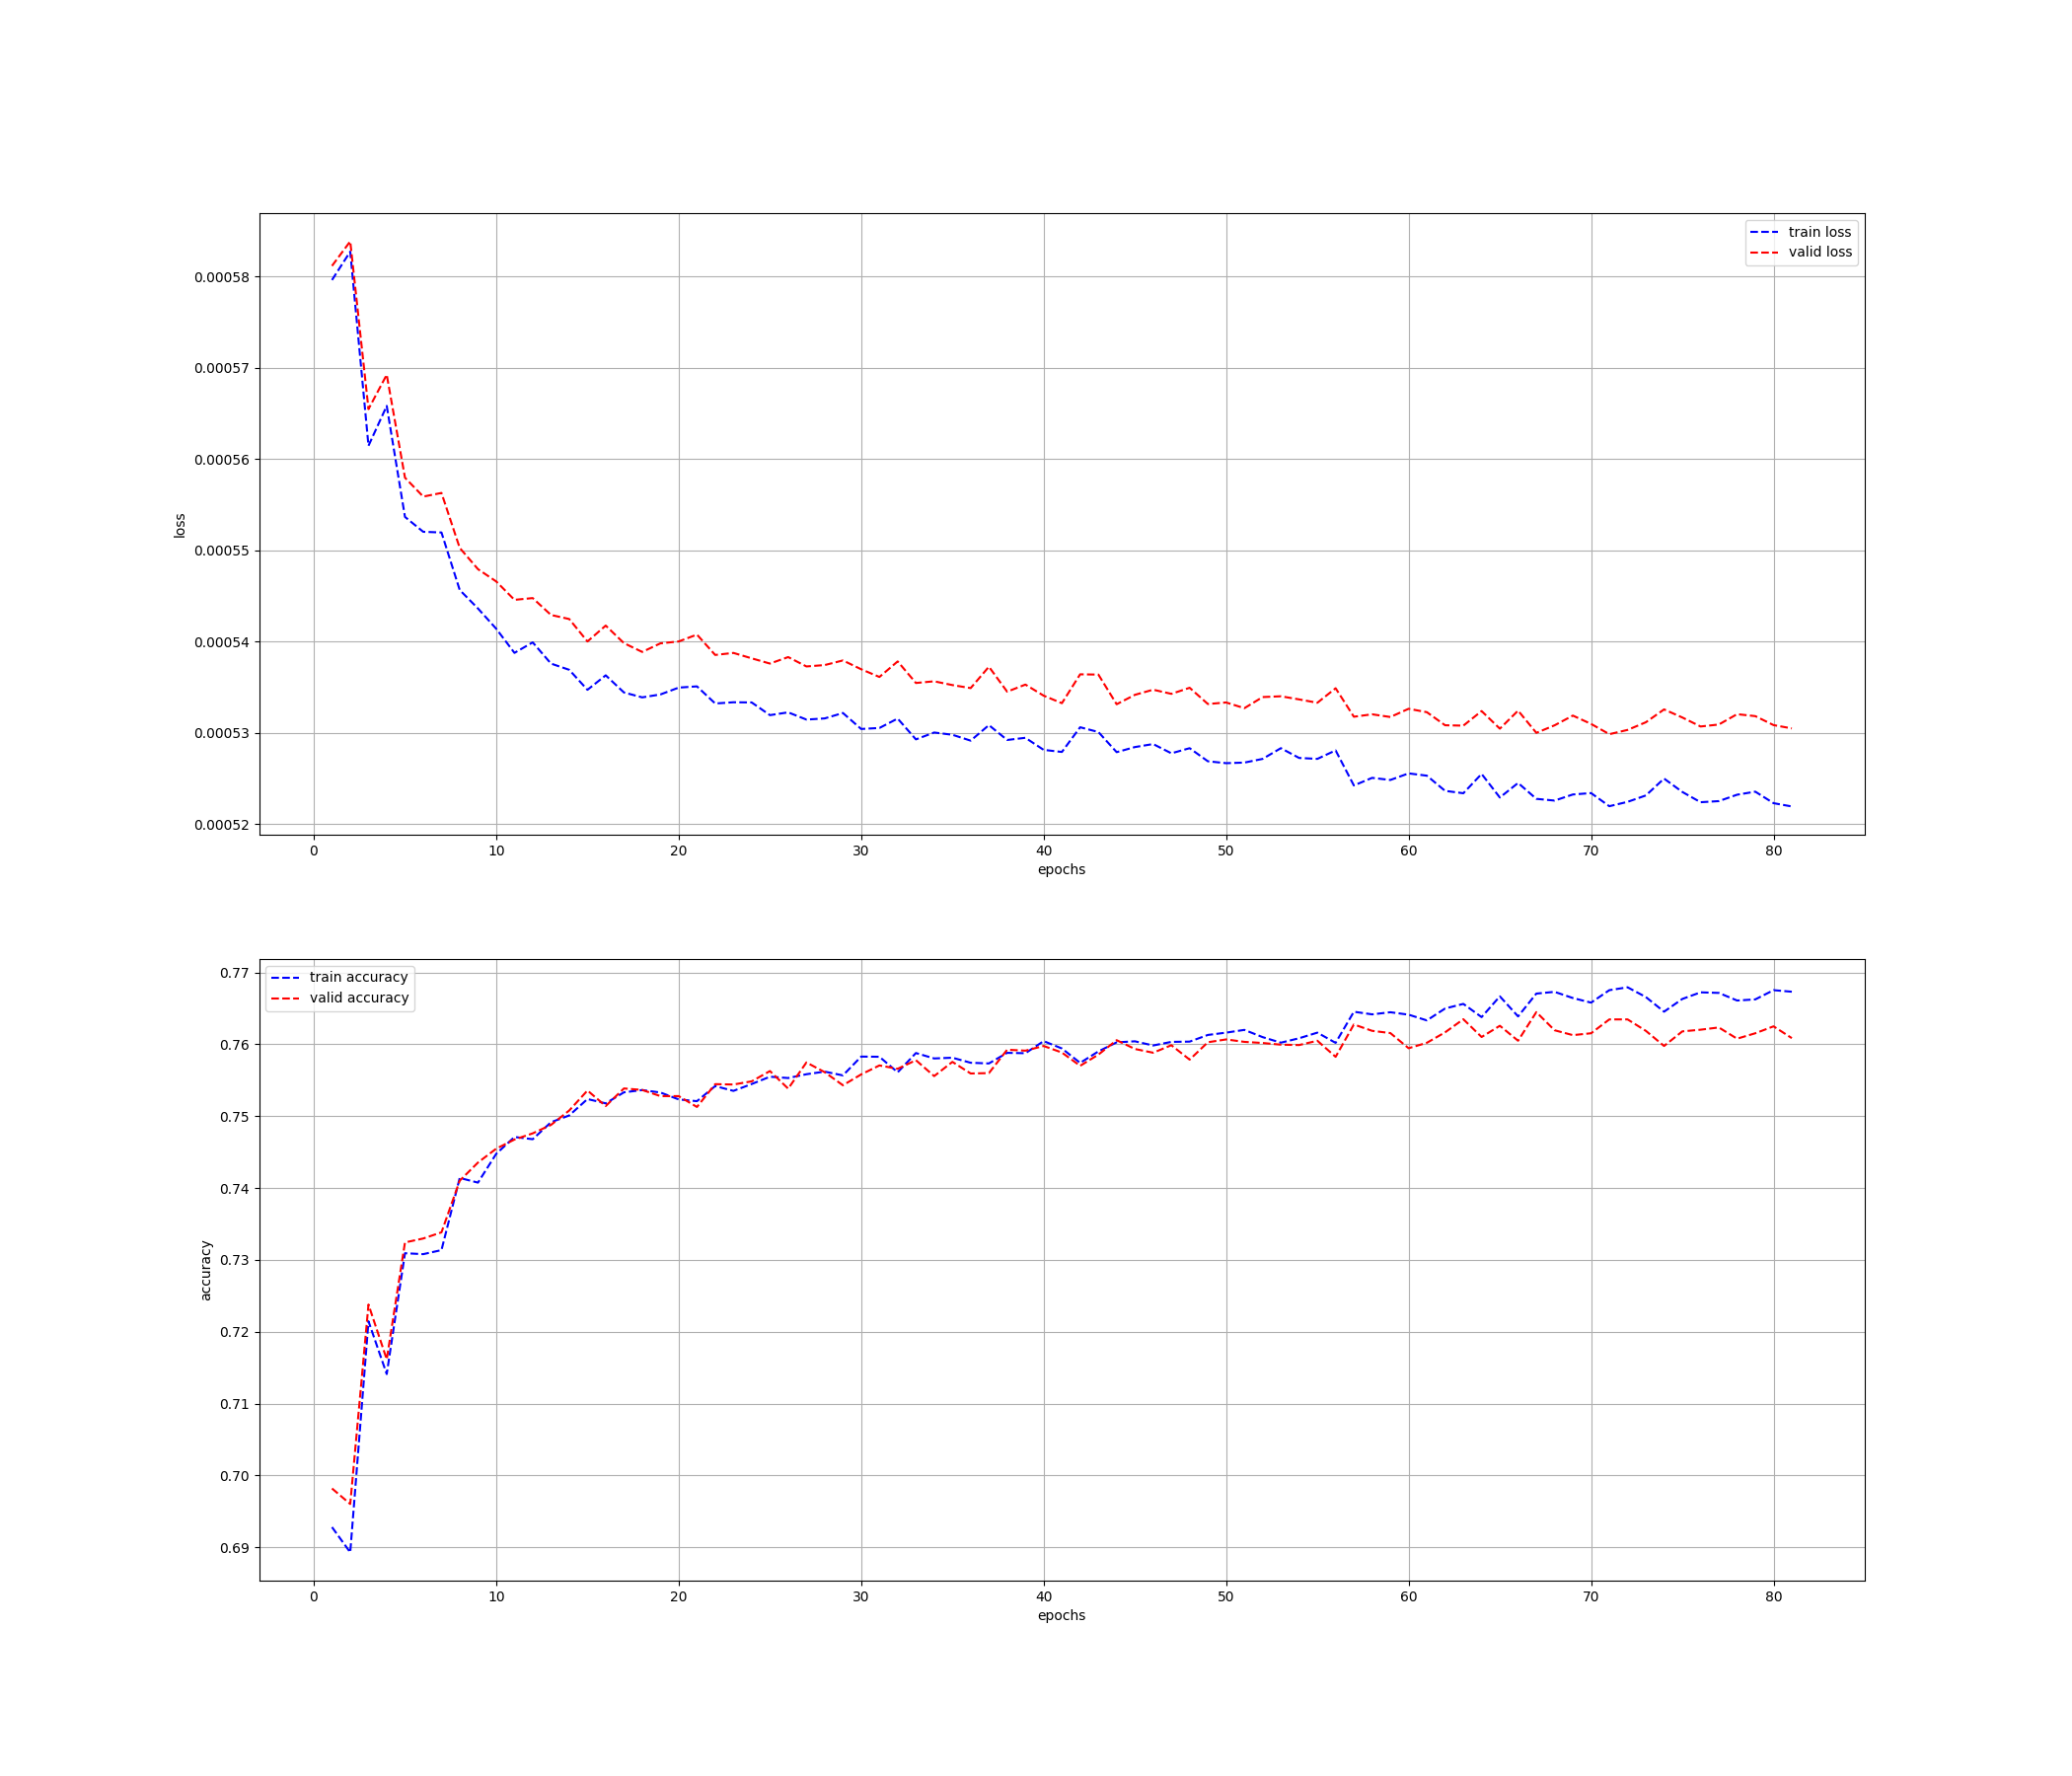 train loss
valid loss
0.00058
0.00057
0.00056
0.00055
0.00054
0.00053
0.00052
loss
0 10 20 30 40 50 60 70 80
epochs
train accuracy
valid accuracy
0.77
0.76
0.75
0.74
0.73
0.72
0.71
0.70
0.69
accuracy
0 10 20 30 40 50 60 70 80
epochs